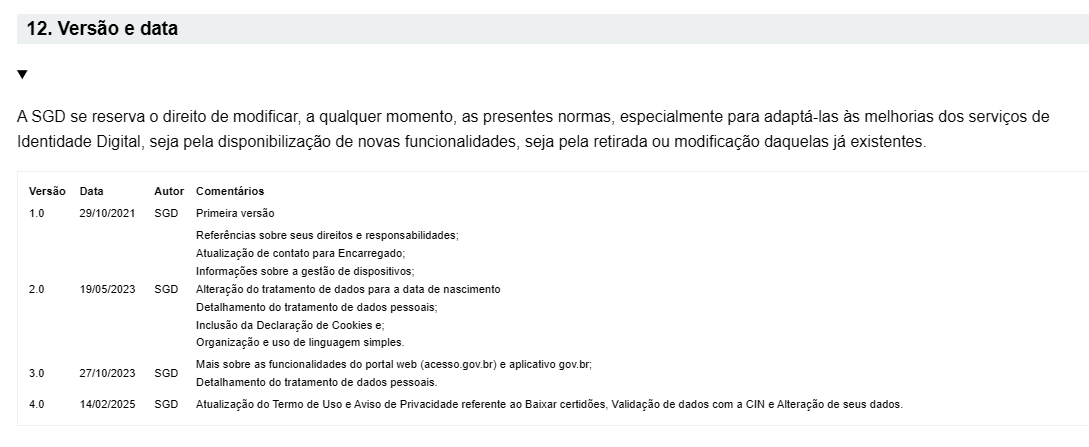 12. Versão e data
A SGD se reserva o direito de modificar, a qualquer momento, as presentes normas, especialmente para adaptá-las às melhorias dos serviços de
Identidade Digital, seja pela disponibilização de novas funcionalidades, seja pela retirada ou modificação daquelas já existentes.
Versão Data Autor Comentários
1.0 29/10/2021 SGD Primeira versão
Referências sobre seus direitos e responsabilidades;
Atualização de contato para Encarregado;
Informações sobre a gestão de dispositivos;
2.0 19/05/2023 SGD Alteração do tratamento de dados para a data de nascimento
Detalhamento do tratamento de dados pessoais;
Inclusão da Declaração de Cookies e;
Organização e uso de linguagem simples.
Mais sobre as funcionalidades do portal web (acesso.gov.br) e aplicativo gov.br;
3.0 27/10/2023 SGD
Detalhamento do tratamento de dados pessoais.
4.0 14/02/2025 SGD Atualização do Termo de Uso e Aviso de Privacidade referente ao Baixar certidões, Validação de dados com a CIN e Alteração de seus dados.